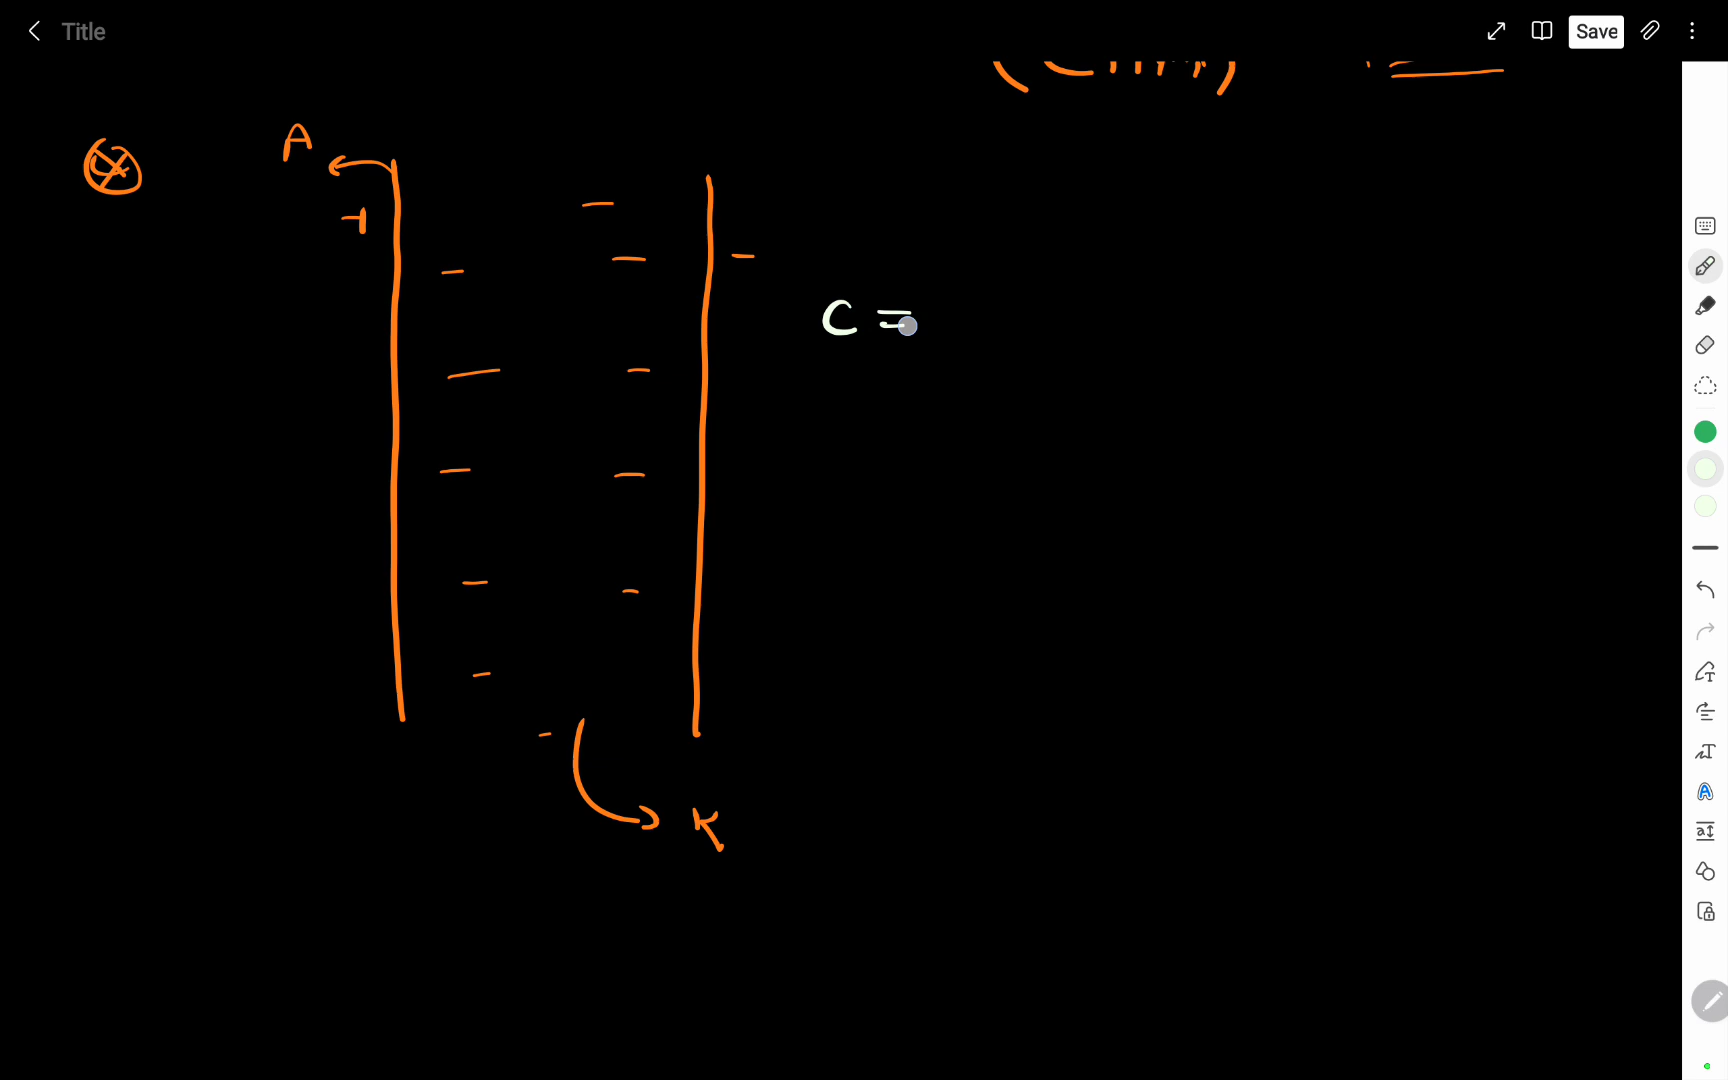 Title
Save
A
C =
K